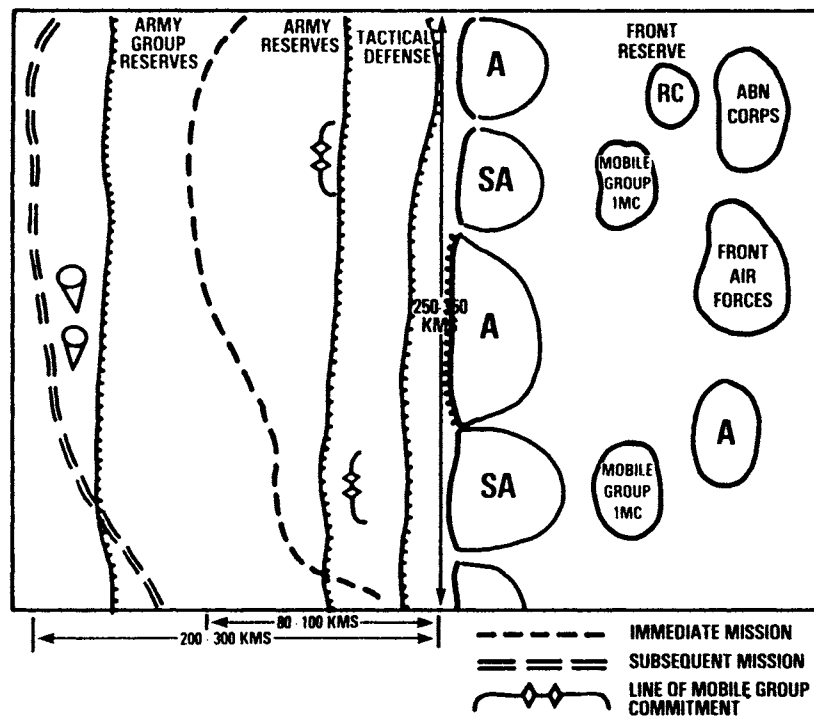 ARMY
GROUP
RESERVES
ARMY
RESERVES
TACTICAL
DEFENSE
A
FRONT
RESERVE
RC
ABN
CORPS
SA
MOBILE
GROUP
1MC
FRONT
AIR
FORCES
250-350
KMS
A
A
SA
MOBILE
GROUP
1MC
80 - 100 KMS
200 - 300 KMS
IMMEDIATE MISSION
SUBSEQUENT MISSION
LINE OF MOBILE GROUP
COMMITMENT